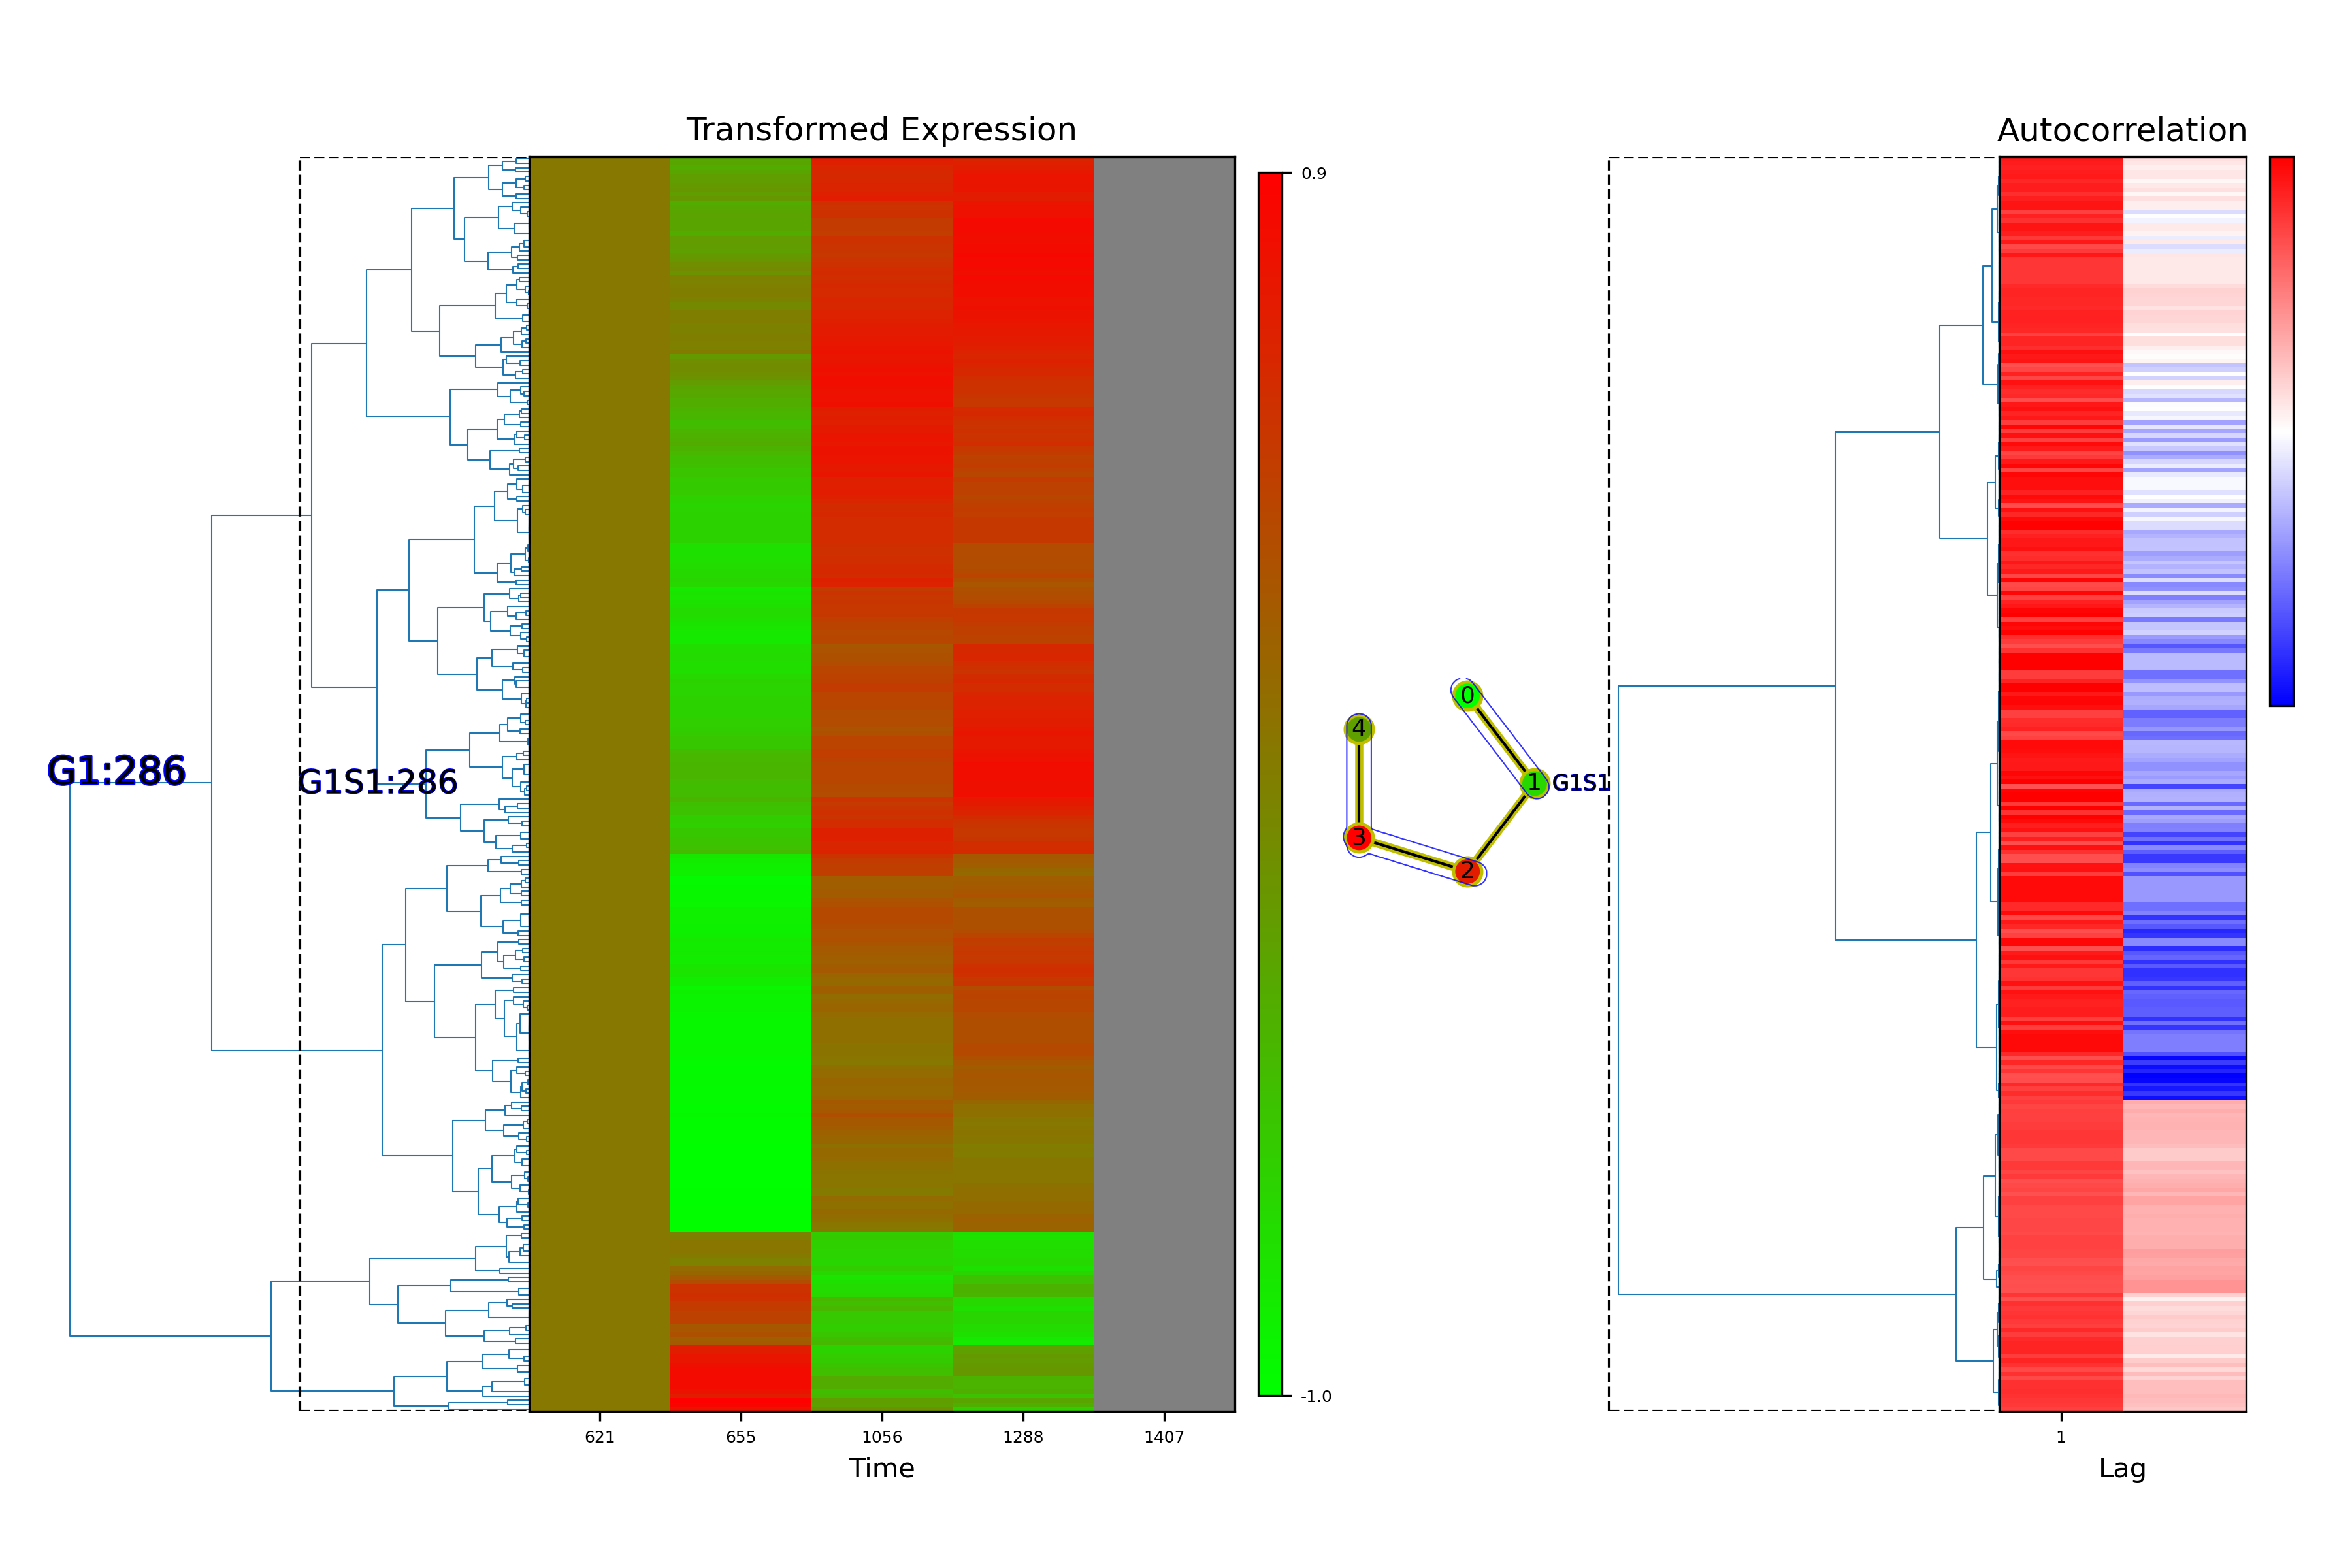 Transformed Expression
Autocorrelation
0.9
0
4
G1:286
G1S1:286
1
G1S1
3
2
-1.0
621
655
1056
1288
1407
1
Time
Lag